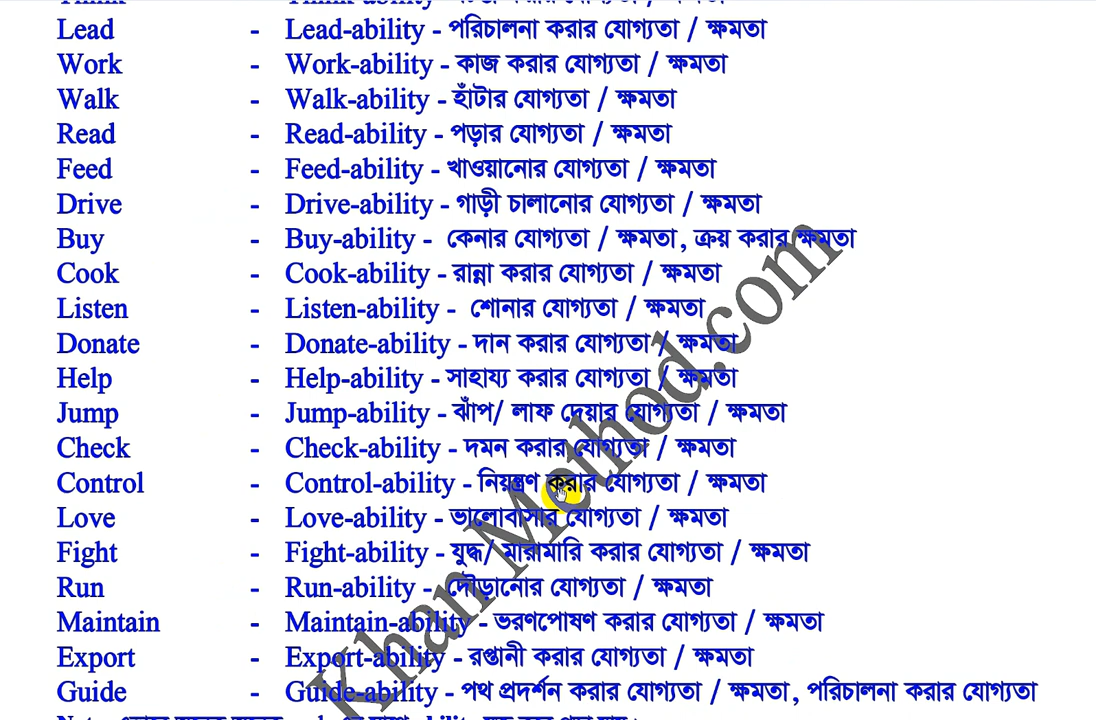 Think - Think-ability
Lead - Lead-ability - পরিচালনা করার যোগ্যতা / ক্ষমতা
Work - Work-ability - কাজ করার যোগ্যতা / ক্ষমতা
Walk - Walk-ability - হাঁটার যোগ্যতা / ক্ষমতা
Read - Read-ability - পড়ার যোগ্যতা / ক্ষমতা
Feed - Feed-ability - খাওয়ানোর যোগ্যতা / ক্ষমতা
Drive - Drive-ability - গাড়ী চালানোর যোগ্যতা / ক্ষমতা
Buy - Buy-ability - কেনার যোগ্যতা / ক্ষমতা, ক্রয় করার ক্ষমতা
Cook - Cook-ability - রান্না করার যোগ্যতা / ক্ষমতা
Listen - Listen-ability - শোনার যোগ্যতা / ক্ষমতা
Donate - Donate-ability - দান করার যোগ্যতা / ক্ষমতা
Help - Help-ability - সাহায্য করার যোগ্যতা / ক্ষমতা
Jump - Jump-ability - ঝাঁপ/ লাফ দেয়ার যোগ্যতা / ক্ষমতা
Check - Check-ability - দমন করার যোগ্যতা / ক্ষমতা
Control - Control-ability - নিয়ন্ত্রণ করার যোগ্যতা / ক্ষমতা
Love - Love-ability - ভালোবাসার যোগ্যতা / ক্ষমতা
Fight - Fight-ability - যুদ্ধ/ মারামারি করার যোগ্যতা / ক্ষমতা
Run - Run-ability - দৌড়ানোর যোগ্যতা / ক্ষমতা
Maintain - Maintain-ability - ভরণপোষণ করার যোগ্যতা / ক্ষমতা
Export - Export-ability - রপ্তানী করার যোগ্যতা / ক্ষমতা
Guide - Guide-ability - পথ প্রদর্শন করার যোগ্যতা / ক্ষমতা, পরিচালনা করার যোগ্যতা
Khan Method.com